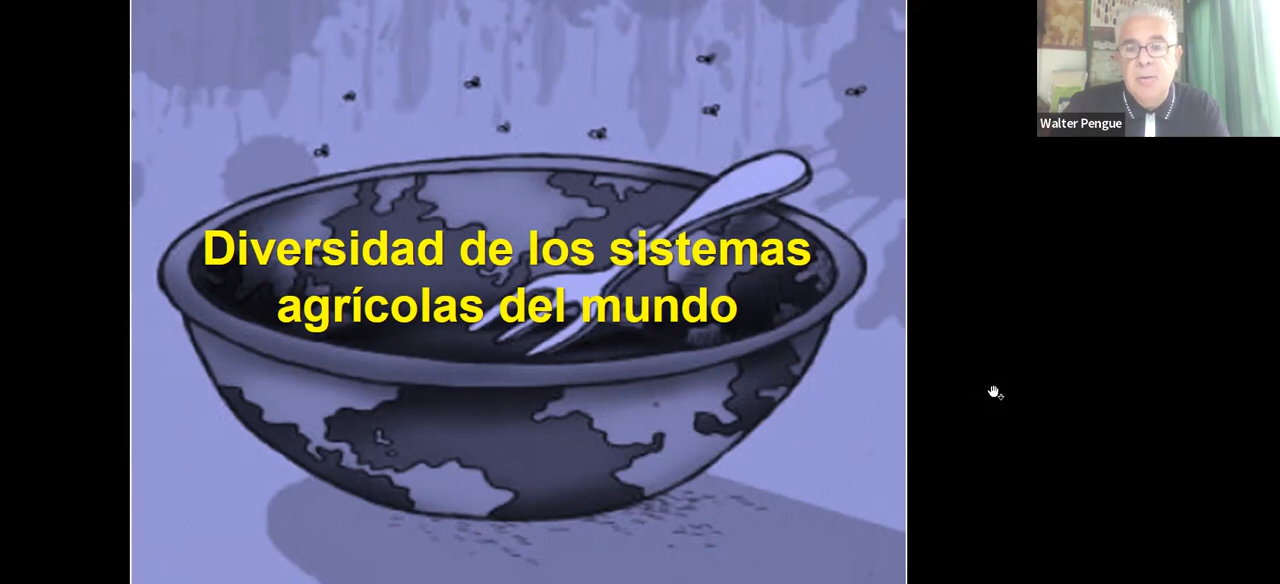 Diversidad de los sistemas
agrícolas del mundo
Walter Pengue